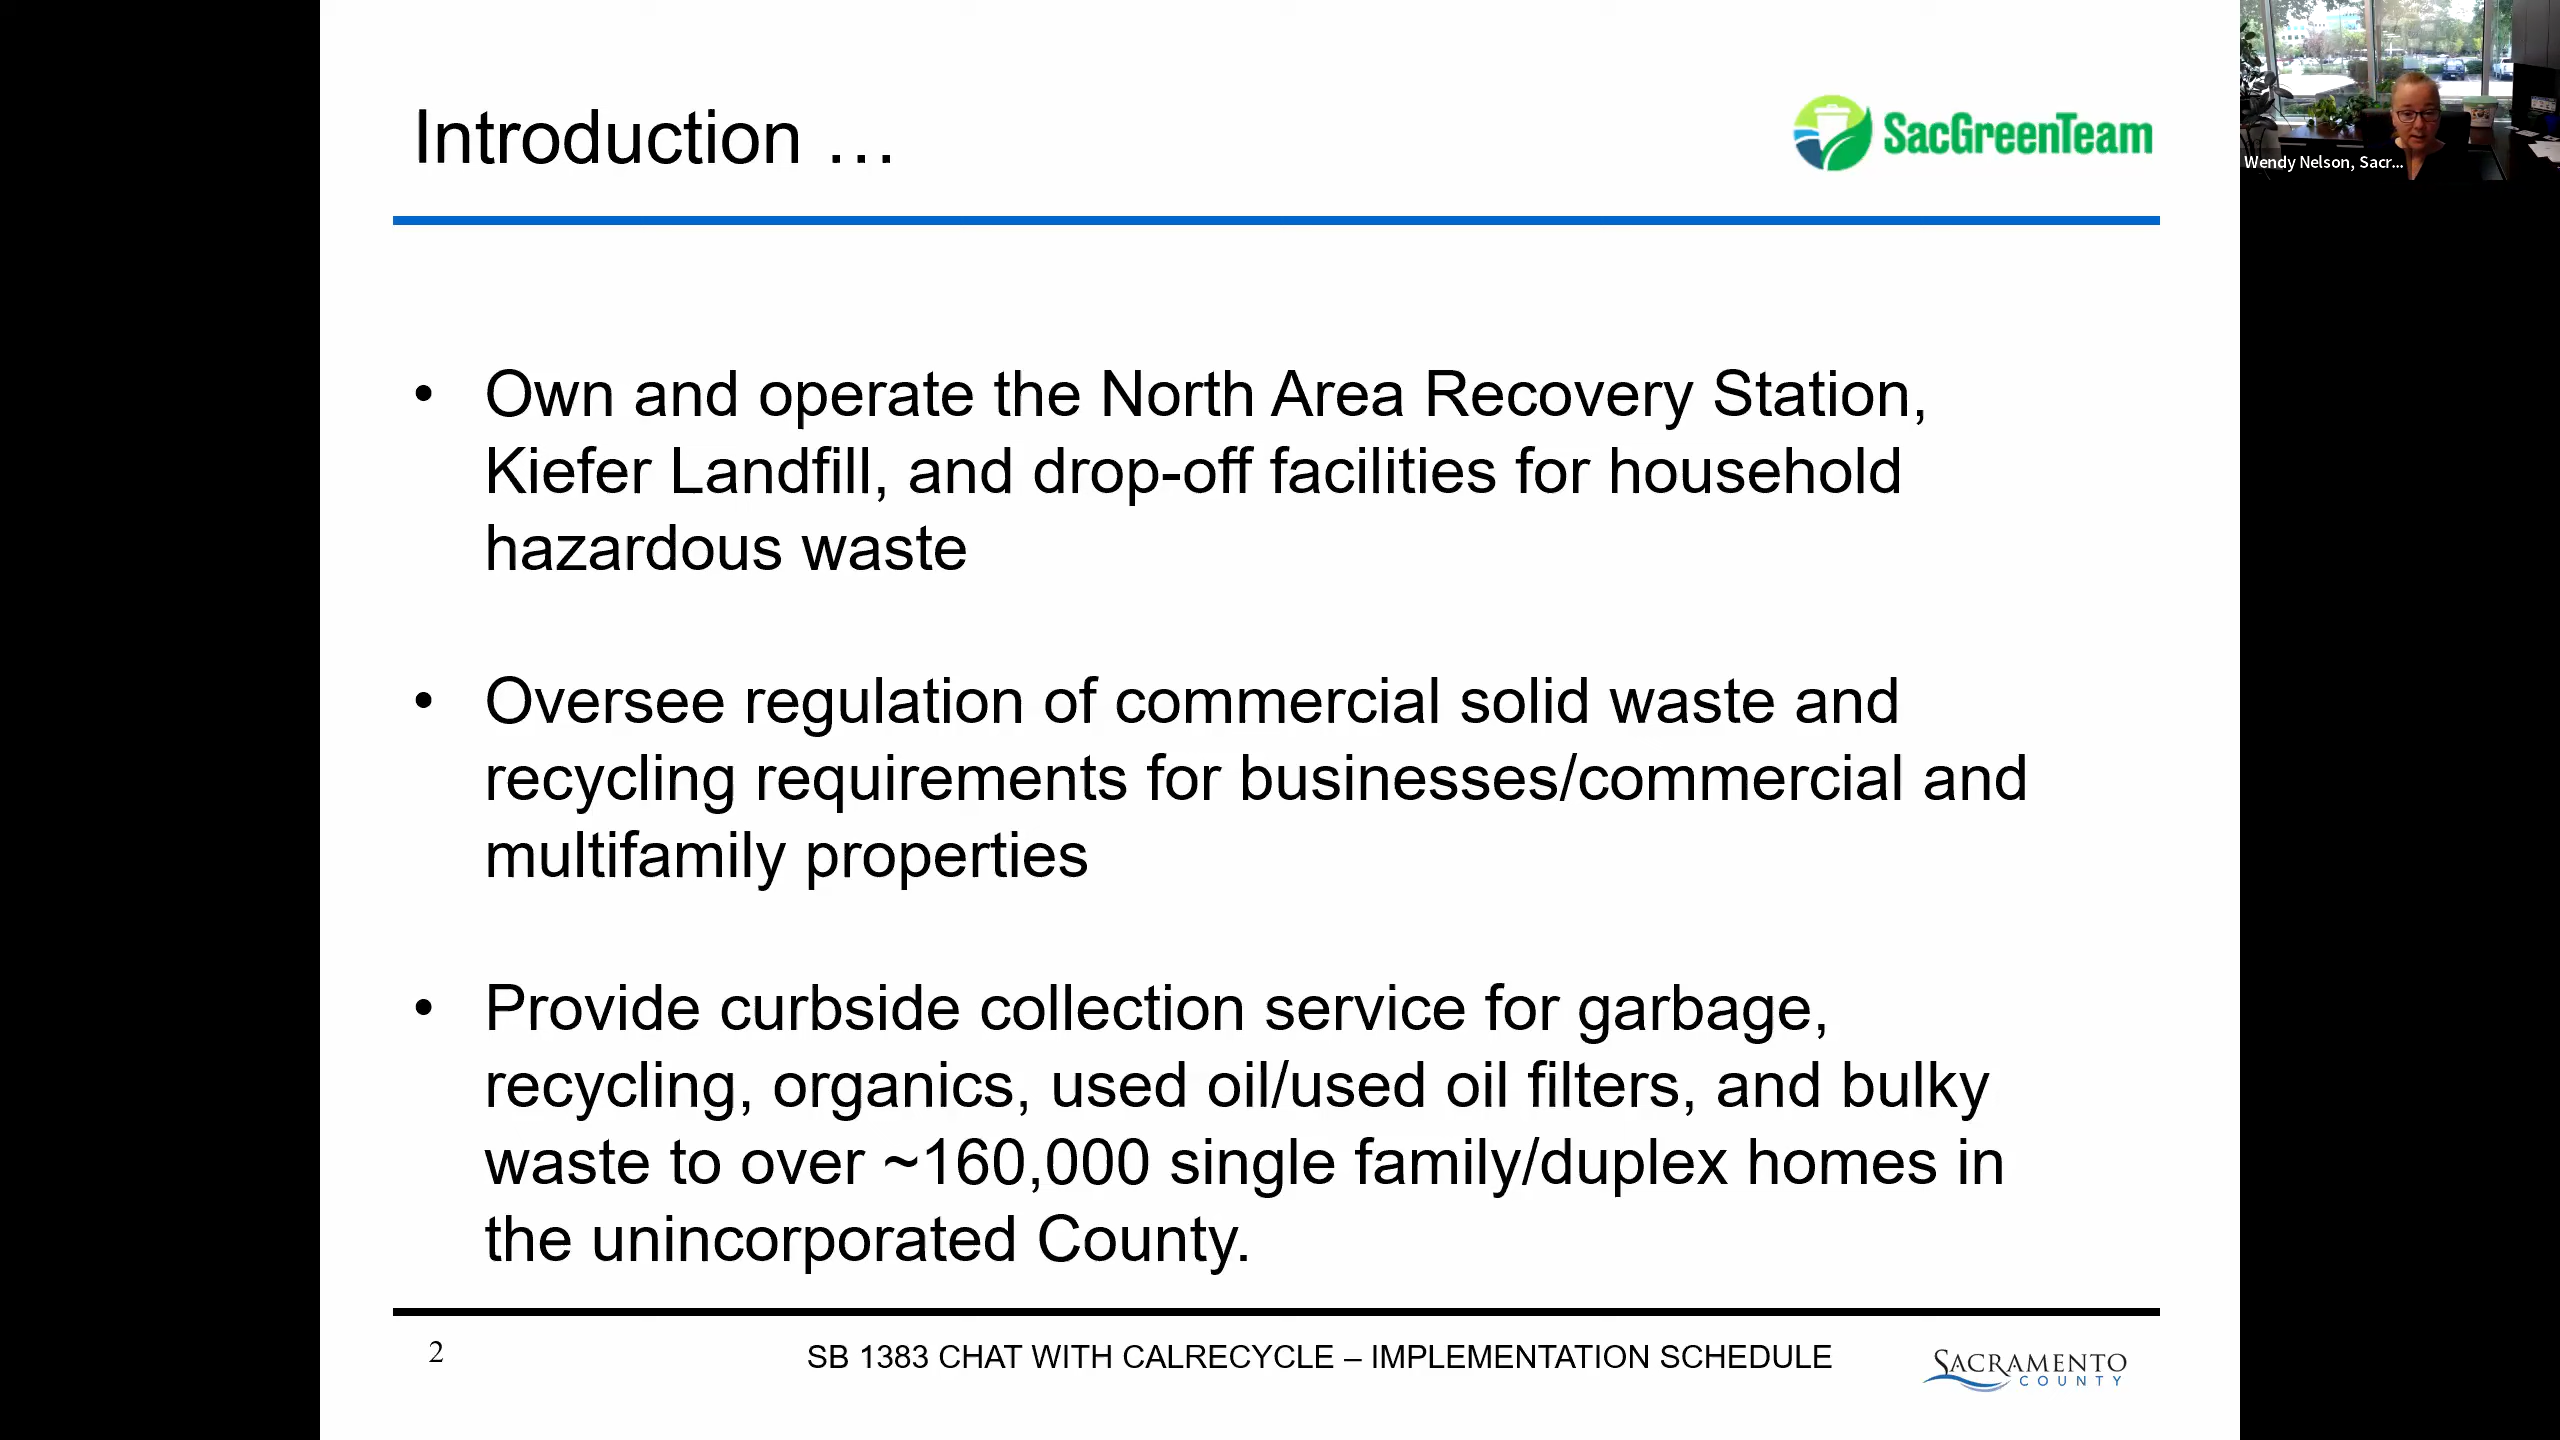 Introduction …
SacGreenTeam
Wendy Nelson, Sacr...
• Own and operate the North Area Recovery Station,
Kiefer Landfill, and drop-off facilities for household
hazardous waste
• Oversee regulation of commercial solid waste and
recycling requirements for businesses/commercial and
multifamily properties
• Provide curbside collection service for garbage,
recycling, organics, used oil/used oil filters, and bulky
waste to over ~160,000 single family/duplex homes in
the unincorporated County.
2
SB 1383 CHAT WITH CALRECYCLE – IMPLEMENTATION SCHEDULE
SACRAMENTO
COUNTY